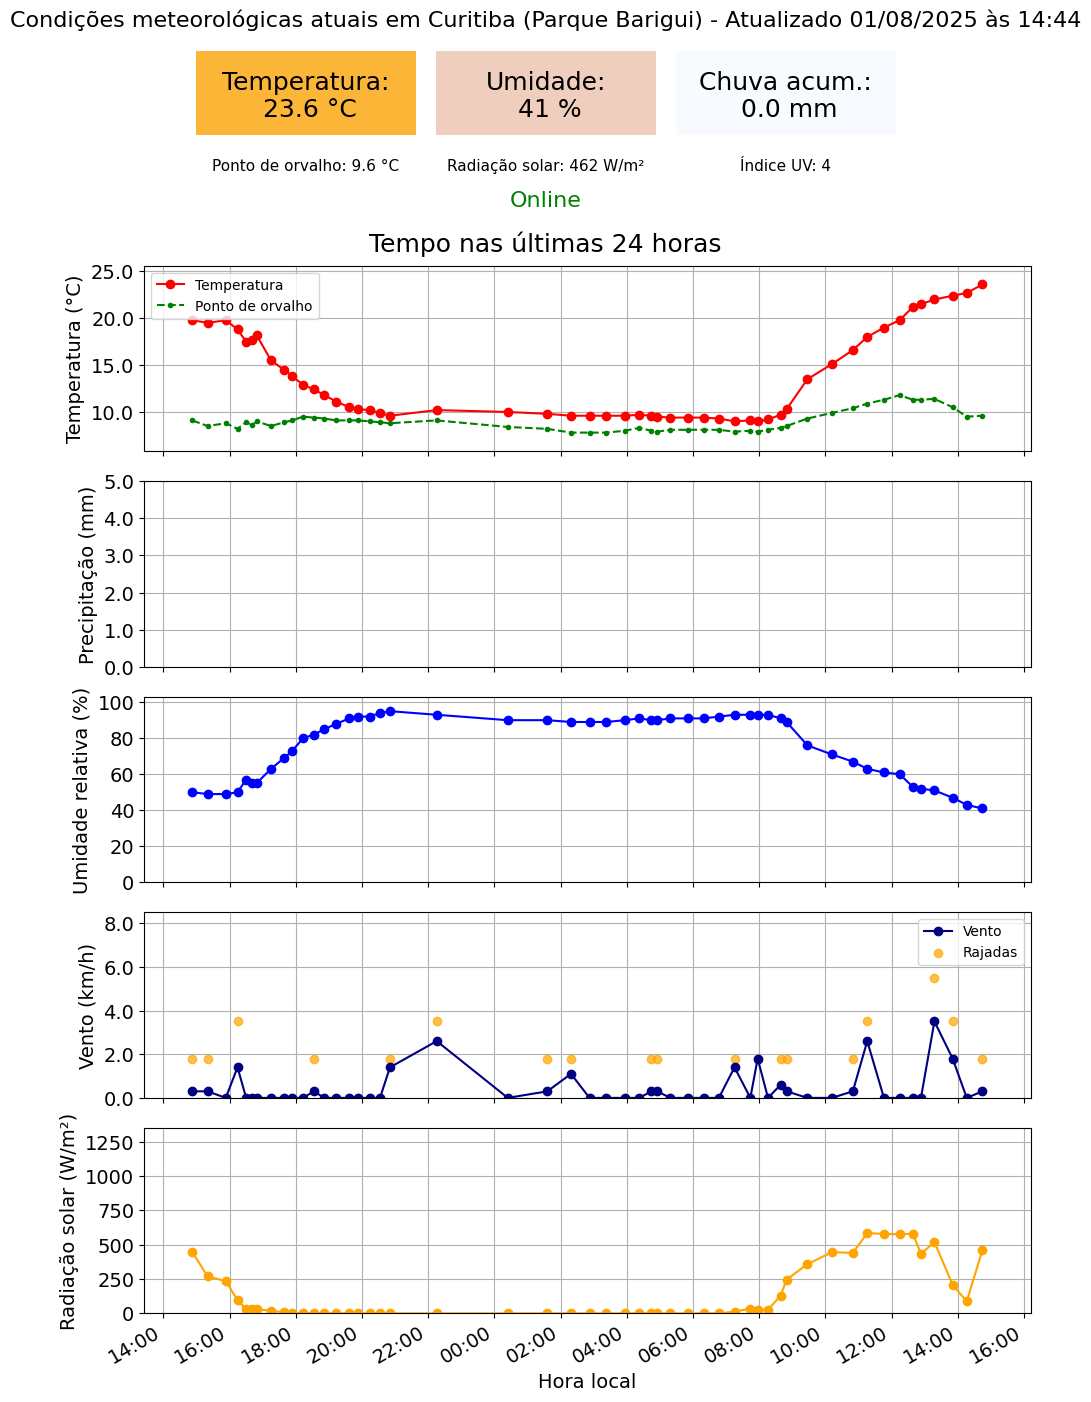 Condições meteorológicas atuais em Curitiba (Parque Barigui) - Atualizado 01/08/2025 às 14:44
Temperatura:
23.6 °C
Umidade:
41 %
Chuva acum.:
0.0 mm
Ponto de orvalho: 9.6 °C
Radiação solar: 462 W/m²
Índice UV: 4
Online
Tempo nas últimas 24 horas
Temperatura (°C)
25.0
20.0
15.0
10.0
Temperatura
Ponto de orvalho
Precipitação (mm)
5.0
4.0
3.0
2.0
1.0
0.0
Umidade relativa (%)
100
80
60
40
20
0
Vento (km/h)
8.0
6.0
4.0
2.0
0.0
Vento
Rajadas
Radiação solar (W/m²)
1250
1000
750
500
250
0
14:00
16:00
18:00
20:00
22:00
00:00
02:00
04:00
06:00
08:00
10:00
12:00
14:00
16:00
Hora local